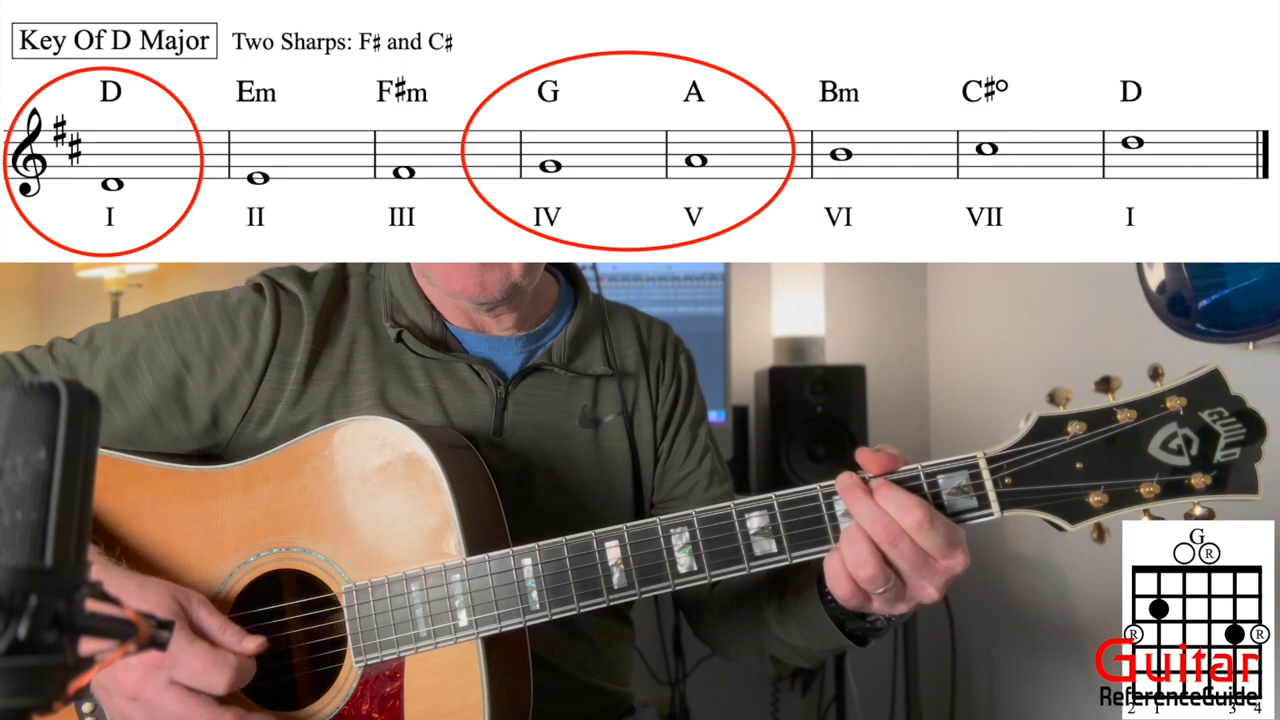 Key Of D Major Two Sharps: F♯ and C♯
D Em F♯m G A Bm C♯° D
I II III IV V VI VII I
GUILD
G
G
R
R R
Guitar
ReferenceGuide
2 1 3 4